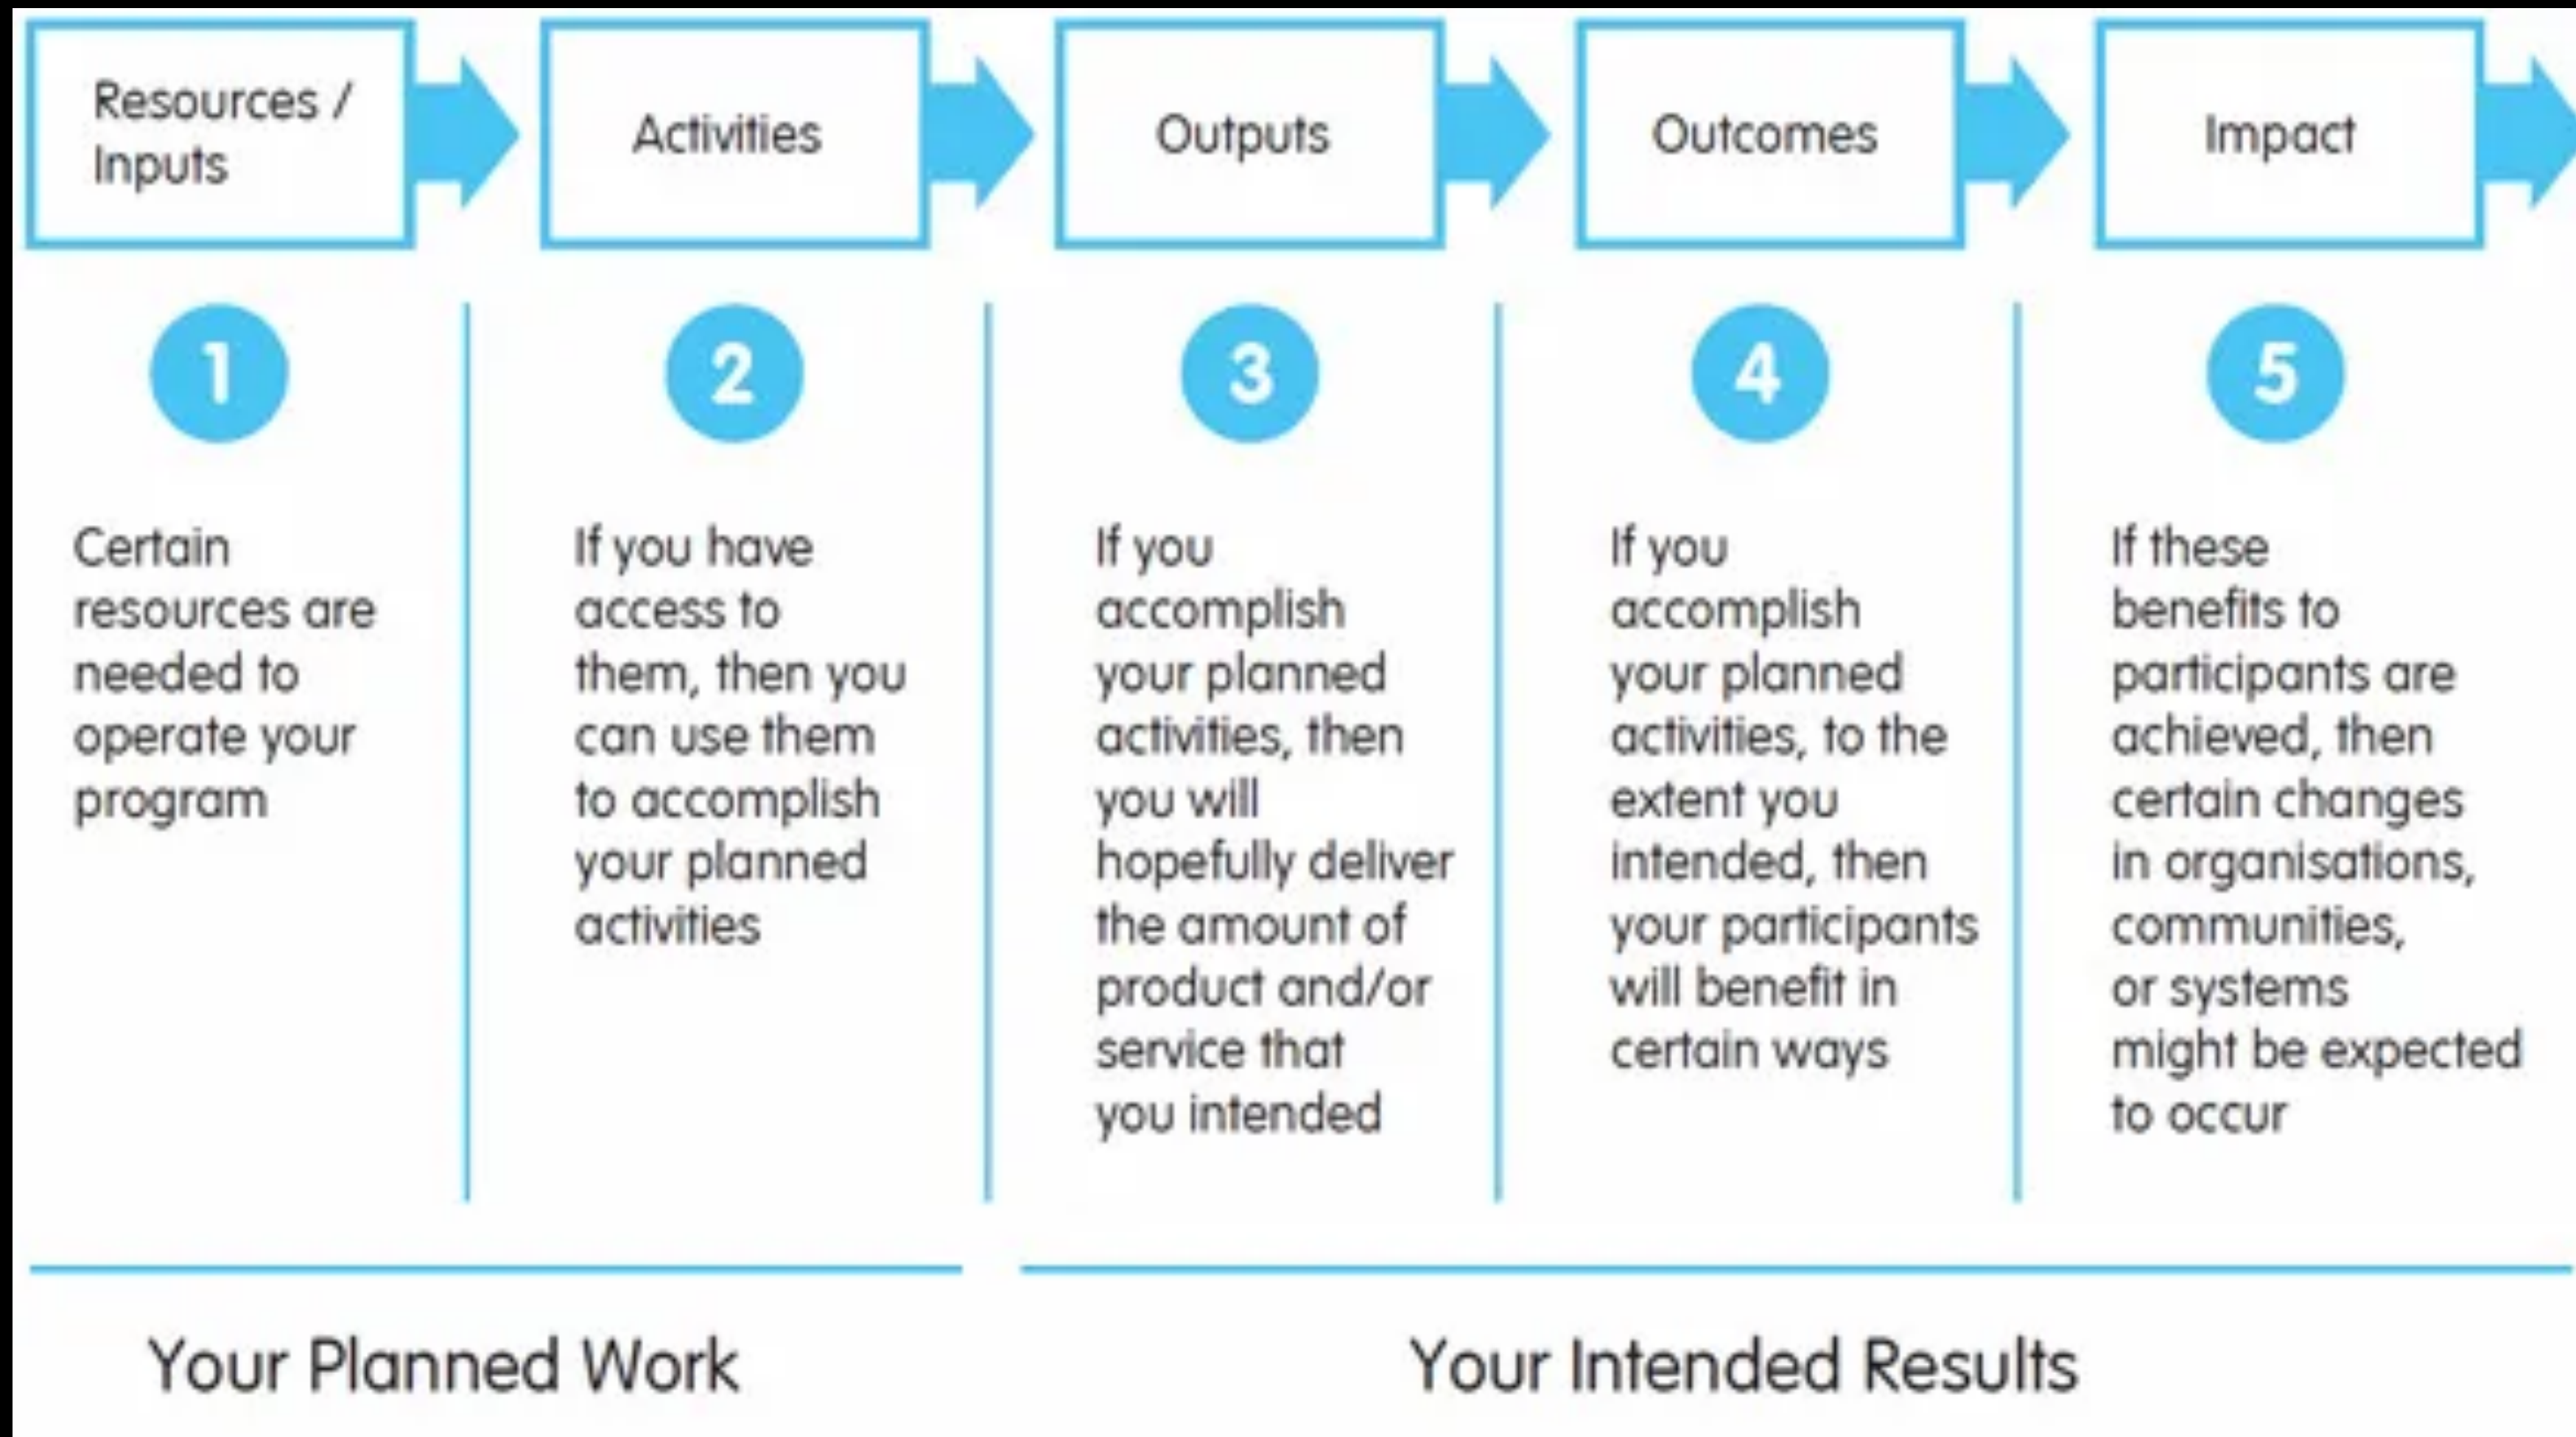 Resources /
Inputs
Activities
Outputs
Outcomes
Impact
1
Certain
resources are
needed to
operate your
program
2
If you have
access to
them, then you
can use them
to accomplish
your planned
activities
3
If you
accomplish
your planned
activities, then
you will
hopefully deliver
the amount of
product and/or
service that
you intended
4
If you
accomplish
your planned
activities, to the
extent you
intended, then
your participants
will benefit in
certain ways
5
If these
benefits to
participants are
achieved, then
certain changes
in organisations,
communities,
or systems
might be expected
to occur
Your Planned Work
Your Intended Results